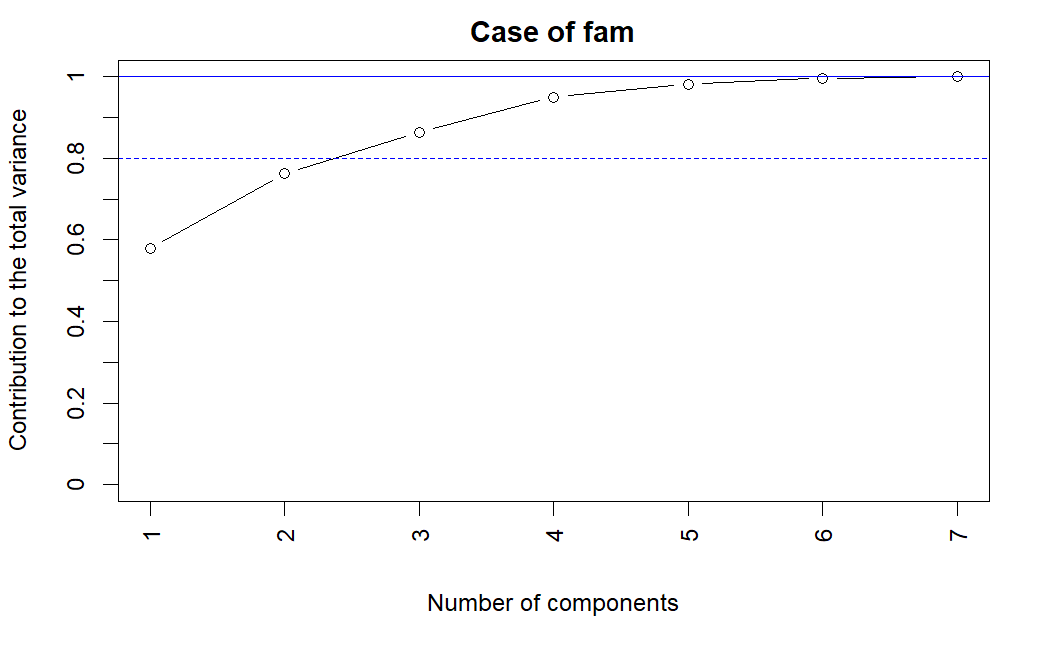 Case of fam
Contribution to the total variance
1
0.8
0.6
0.4
0.2
0
1 2 3 4 5 6 7
Number of components